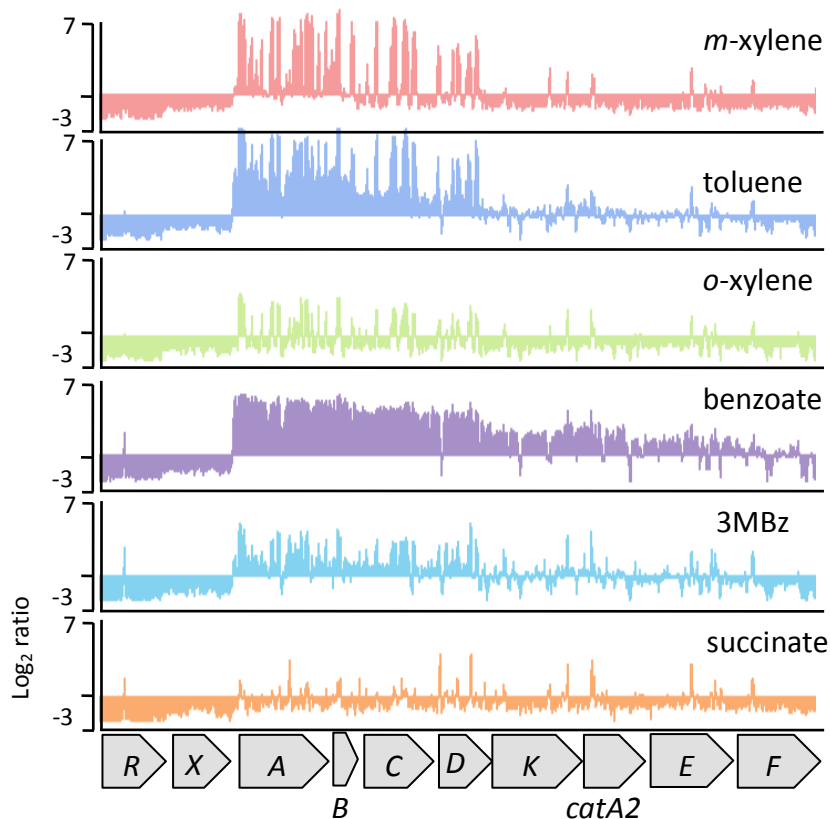 7
m-xylene
-3
7
toluene
-3
7
o-xylene
-3
7
benzoate
-3
7
3MBz
-3
7
succinate
-3
Log2 ratio
R X A C D K E F
B catA2